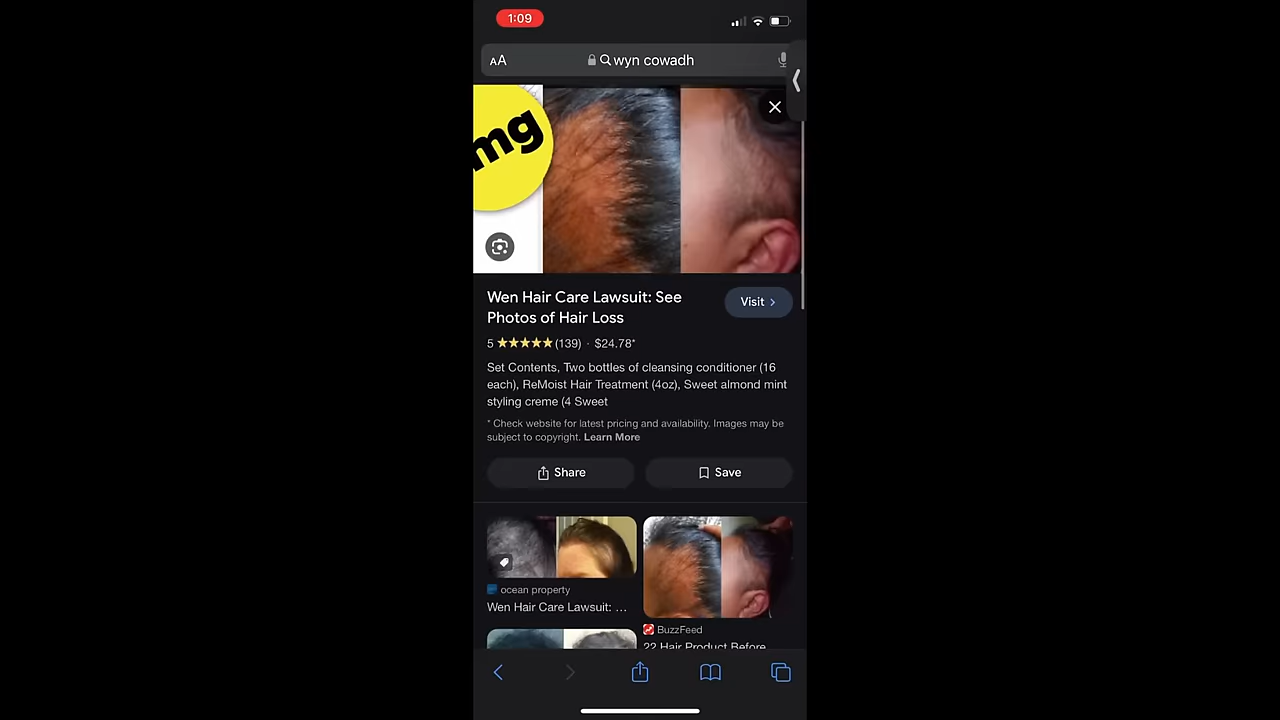 1:09
AA
wyn cowadh
mg
Wen Hair Care Lawsuit: See
Photos of Hair Loss
Visit >
5 ★★★★★ (139) · $24.78*
Set Contents, Two bottles of cleansing conditioner (16
each), ReMoist Hair Treatment (4oz), Sweet almond mint
styling creme (4 Sweet
* Check website for latest pricing and availability. Images may be
subject to copyright. Learn More
Share
Save
ocean property
Wen Hair Care Lawsuit: ...
BuzzFeed
22 Hair Product Before